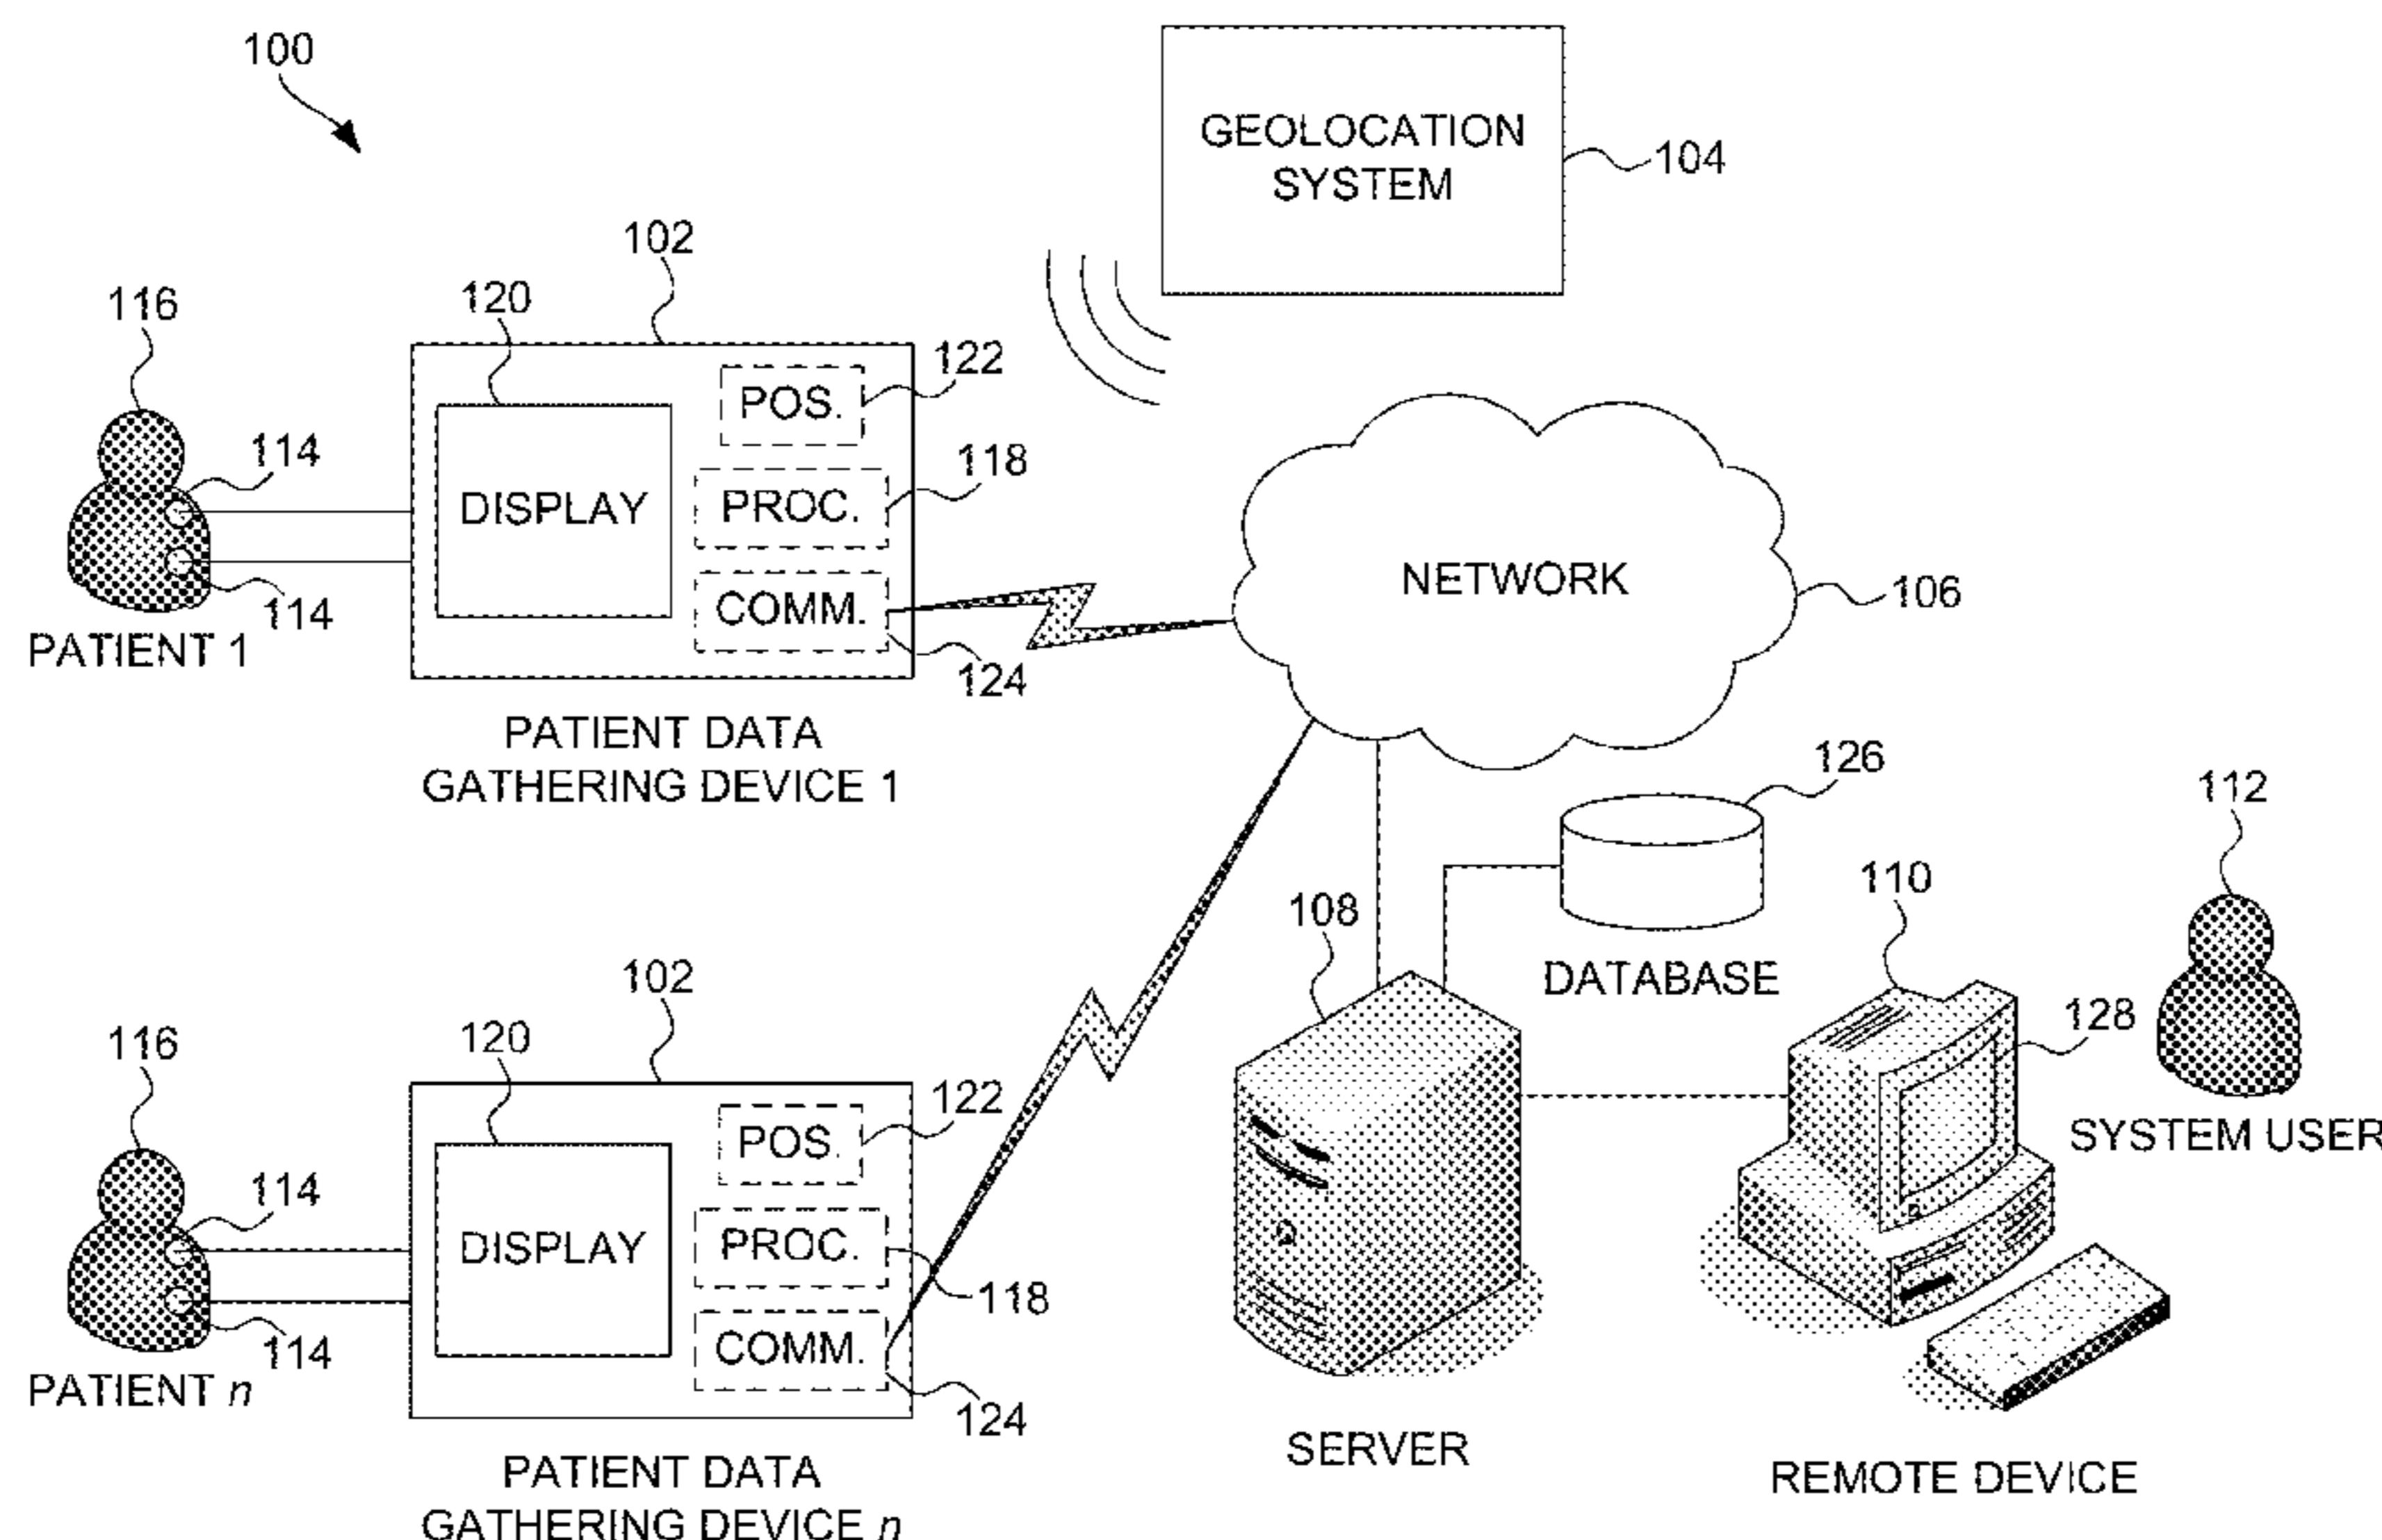 100
GEOLOCATION
SYSTEM
104
102
120
116
122
POS.
114
118
DISPLAY
PROC.
NETWORK
106
COMM.
114
PATIENT 1
124
PATIENT DATA
GATHERING DEVICE 1
126
112
110
108
DATABASE
102
128
120
116
122
POS.
SYSTEM USER
114
DISPLAY
PROC.
118
COMM.
114
PATIENT n
124
SERVER
REMOTE DEVICE
PATIENT DATA
GATHERING DEVICE n